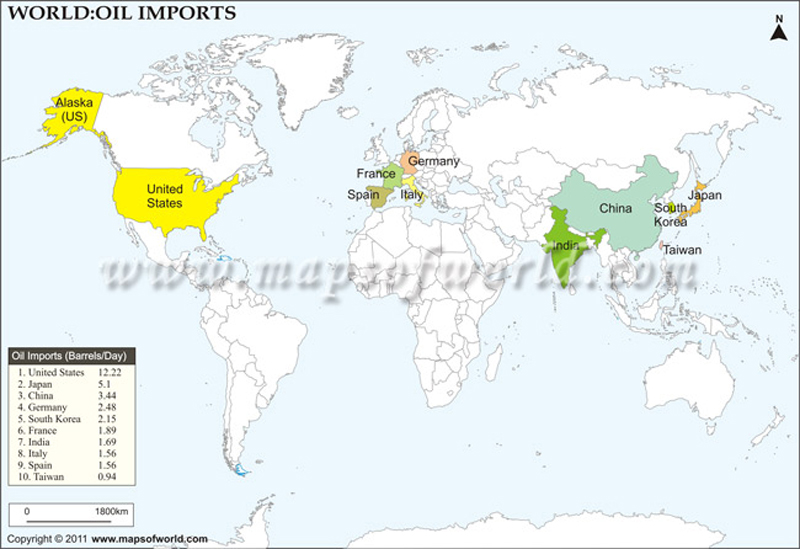 WORLD:OIL IMPORTS
N
Alaska
(US)
United
States
Germany
France
Spain
Italy
China
South
Korea
Japan
India
Taiwan
www.mapsofworld.com
Oil Imports (Barrels/Day)
1. United States 12.22
2. Japan 5.1
3. China 3.44
4. Germany 2.48
5. South Korea 2.15
6. France 1.89
7. India 1.69
8. Italy 1.56
9. Spain 1.56
10. Taiwan 0.94
0 1800km
Copyright © 2011 www.mapsofworld.com